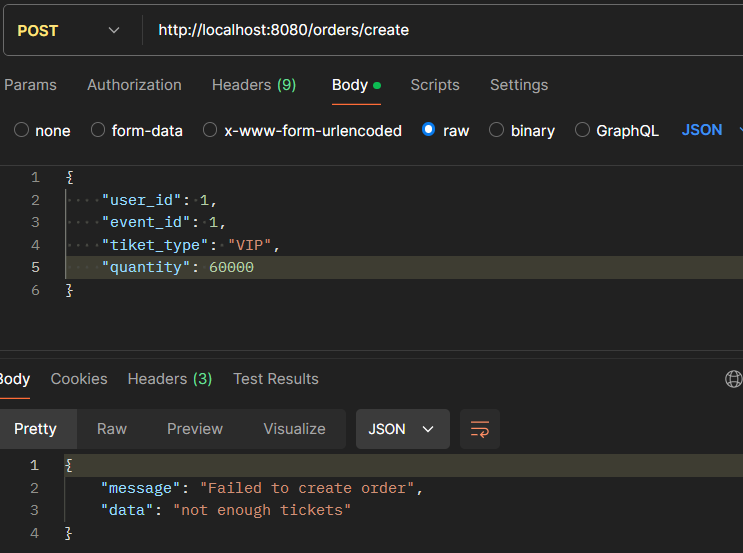 POST http://localhost:8080/orders/create
Params Authorization Headers (9) Body Scripts Settings
none form-data x-www-form-urlencoded raw binary GraphQL JSON
1 {
2 "user_id": 1,
3 "event_id": 1,
4 "tiket_type": "VIP",
5 "quantity": 60000
6 }
Body Cookies Headers (3) Test Results
Pretty Raw Preview Visualize JSON
1 {
2 "message": "Failed to create order",
3 "data": "not enough tickets"
4 }